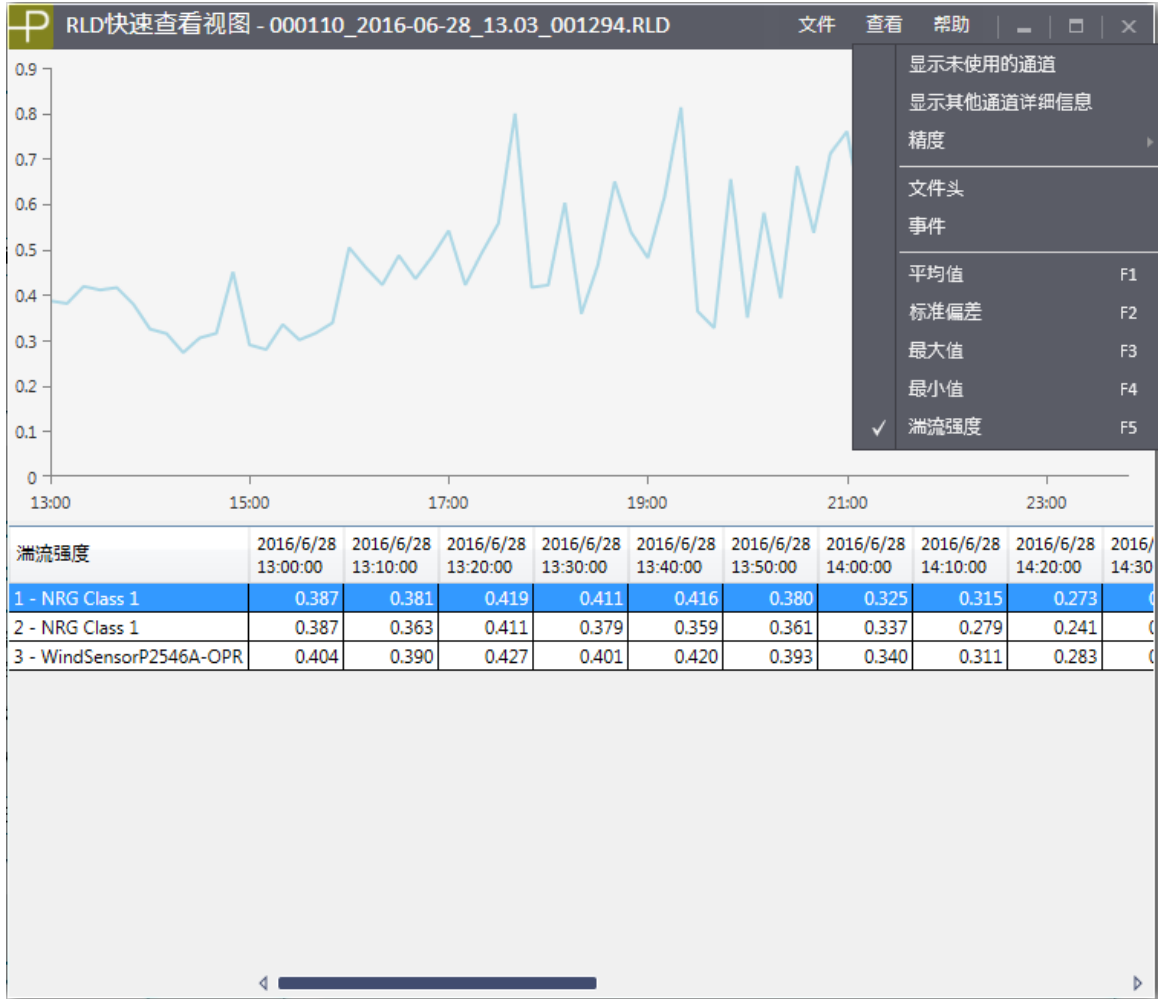 RLD快速查看视图 - 000110_2016-06-28_13.03_001294.RLD 文件 查看 帮助
显示未使用的通道
显示其他通道详细信息
精度
文件头
事件
平均值 F1
标准偏差 F2
最大值 F3
最小值 F4
✓ 湍流强度 F5
0.9
0.8
0.7
0.6
0.5
0.4
0.3
0.2
0.1
0
13:00 15:00 17:00 19:00 21:00 23:00
湍流强度 2016/6/28 13:00:00 2016/6/28 13:10:00 2016/6/28 13:20:00 2016/6/28 13:30:00 2016/6/28 13:40:00 2016/6/28 13:50:00 2016/6/28 14:00:00 2016/6/28 14:10:00 2016/6/28 14:20:00 2016/ 14:30
1 - NRG Class 1 0.387 0.381 0.419 0.411 0.416 0.380 0.325 0.315 0.273
2 - NRG Class 1 0.387 0.363 0.411 0.379 0.359 0.361 0.337 0.279 0.241
3 - WindSensorP2546A-OPR 0.404 0.390 0.427 0.401 0.420 0.393 0.340 0.311 0.283